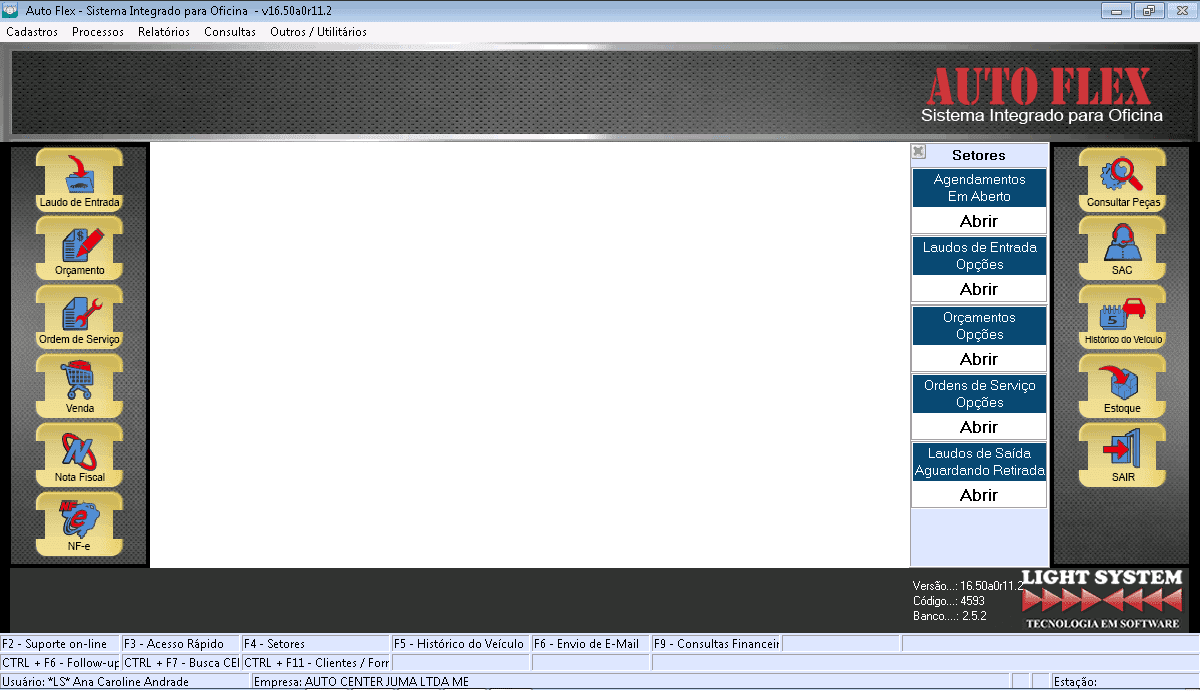 Auto Flex - Sistema Integrado para Oficina - v16.50a0r11.2
Cadastros Processos Relatórios Consultas Outros / Utilitários
AUTO FLEX
Sistema Integrado para Oficina
Laudo de Entrada
Orçamento
Ordem de Serviço
Venda
Nota Fiscal
NF-e
Setores
Agendamentos
Em Aberto
Abrir
Laudos de Entrada
Opções
Abrir
Orçamentos
Opções
Abrir
Ordens de Serviço
Opções
Abrir
Laudos de Saída
Aguardando Retirada
Abrir
Consultar Peças
SAC
5
Histórico do Veículo
Estoque
SAIR
Versão...: 16.50a0r11.2
Código...: 4593
Banco....: 2.5.2
LIGHT SYSTEM
TECNOLOGIA EM SOFTWARE
F2 - Suporte on-line F3 - Acesso Rápido F4 - Setores F5 - Histórico do Veículo F6 - Envio de E-Mail F9 - Consultas Financeir
CTRL + F6 - Follow-up CTRL + F7 - Busca CEI CTRL + F11 - Clientes / Forr
Usuário: *LS* Ana Caroline Andrade Empresa: AUTO CENTER JUMA LTDA ME Estação: